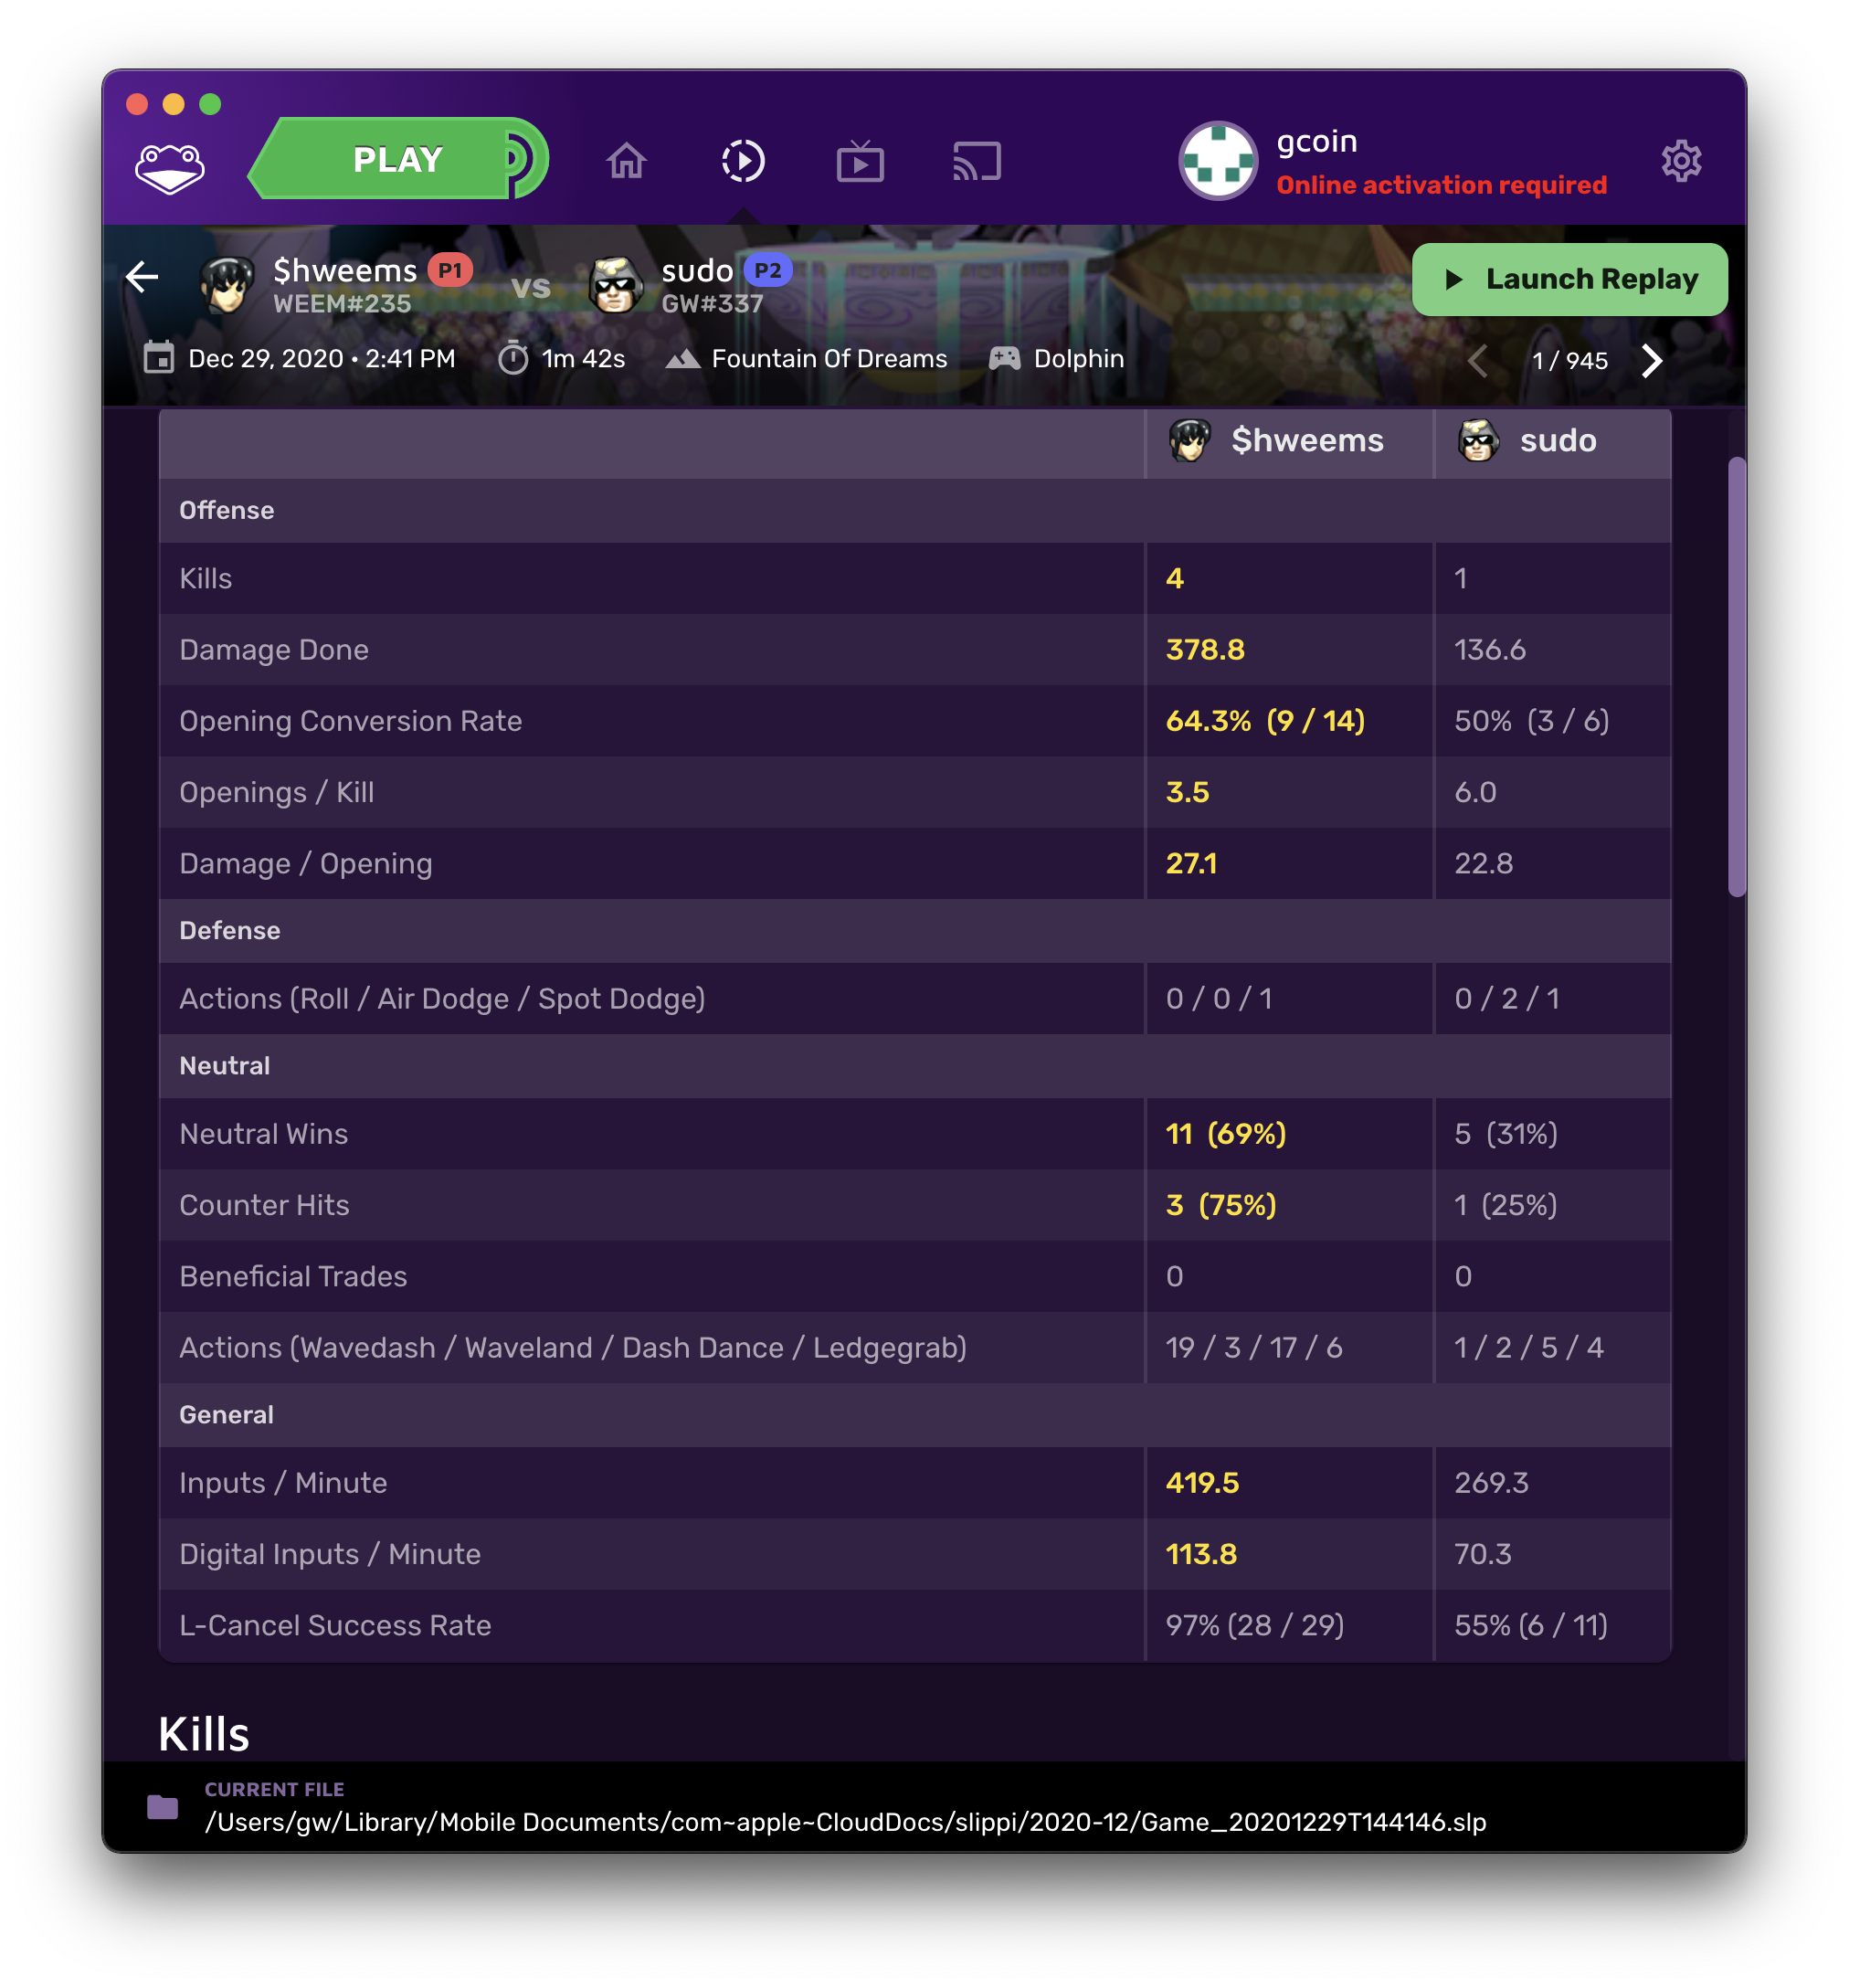 PLAY
gcoin
Online activation required
$hweems P1 vs sudo P2
WEEM#235 GW#337
Launch Replay
Dec 29, 2020 • 2:41 PM 1m 42s Fountain Of Dreams Dolphin 1 / 945
$hweems sudo
Offense
Kills 4 1
Damage Done 378.8 136.6
Opening Conversion Rate 64.3% (9 / 14) 50% (3 / 6)
Openings / Kill 3.5 6.0
Damage / Opening 27.1 22.8
Defense
Actions (Roll / Air Dodge / Spot Dodge) 0 / 0 / 1 0 / 2 / 1
Neutral
Neutral Wins 11 (69%) 5 (31%)
Counter Hits 3 (75%) 1 (25%)
Beneficial Trades 0 0
Actions (Wavedash / Waveland / Dash Dance / Ledgegrab) 19 / 3 / 17 / 6 1 / 2 / 5 / 4
General
Inputs / Minute 419.5 269.3
Digital Inputs / Minute 113.8 70.3
L-Cancel Success Rate 97% (28 / 29) 55% (6 / 11)
Kills
CURRENT FILE
/Users/gw/Library/Mobile Documents/com~apple~CloudDocs/slippi/2020-12/Game_20201229T144146.slp